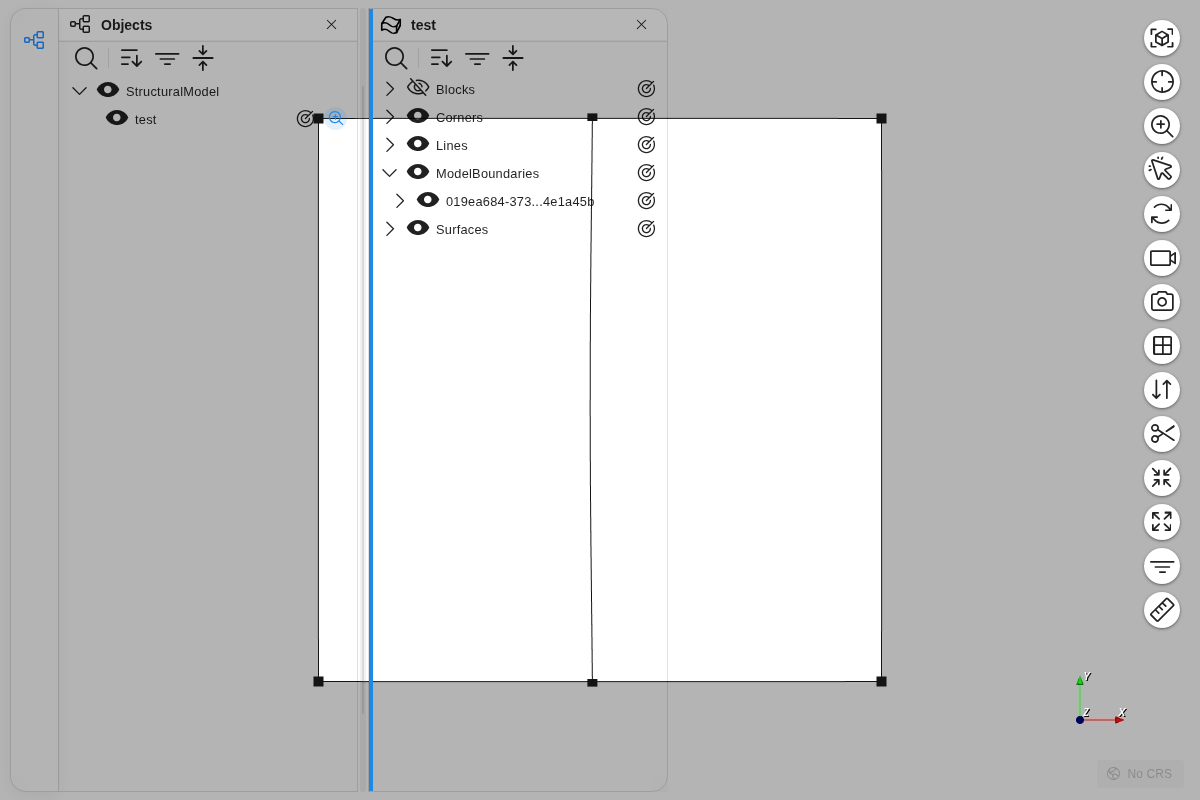 Objects
StructuralModel
test
test
Blocks
Corners
Lines
ModelBoundaries
019ea684-373...4e1a45b
Surfaces
Y
Z
X
No CRS